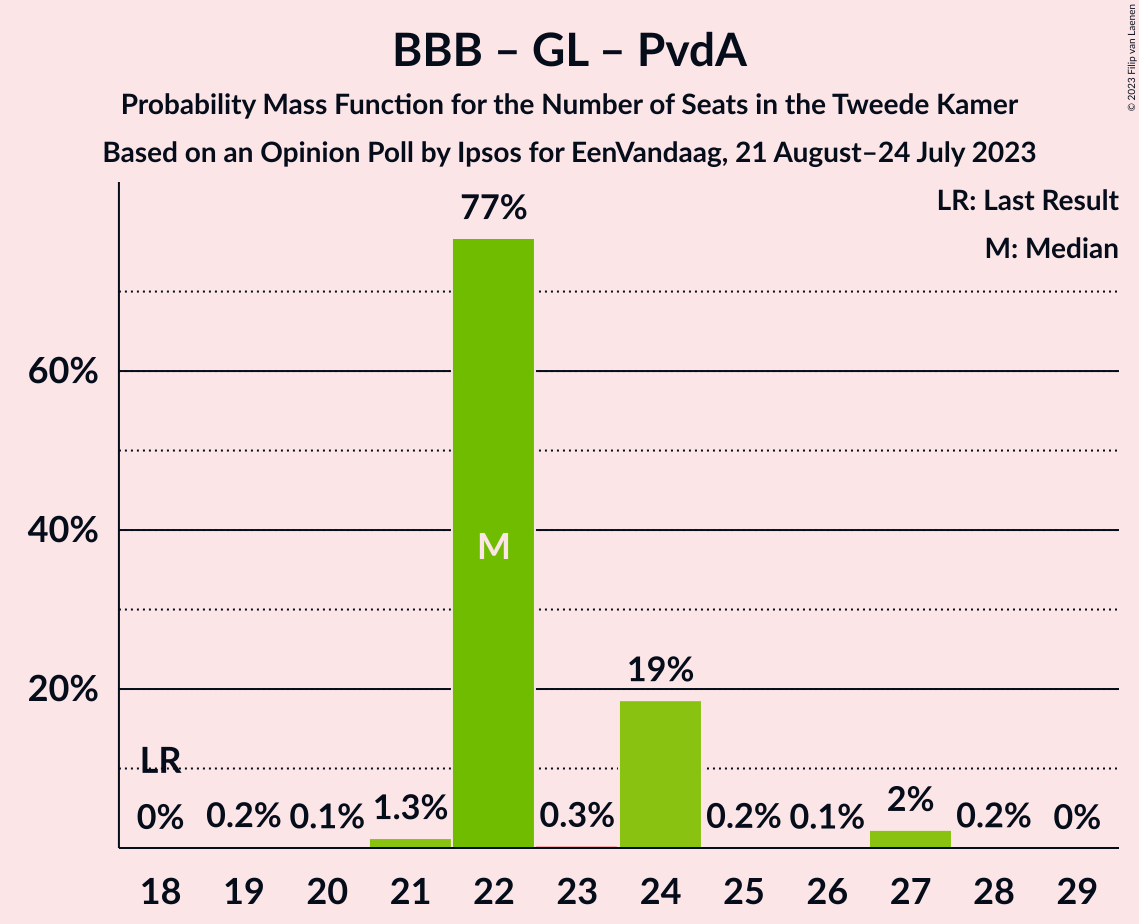 BBB – GL – PvdA
Probability Mass Function for the Number of Seats in the Tweede Kamer
Based on an Opinion Poll by Ipsos for EenVandaag, 21 August–24 July 2023
© 2023 Filip van Laenen
LR: Last Result
M: Median
77%
60%
40%
M
20%
19%
LR
0% 0.2% 0.1% 1.3% 0.3% 0.2% 0.1% 2% 0.2% 0%
18 19 20 21 22 23 24 25 26 27 28 29